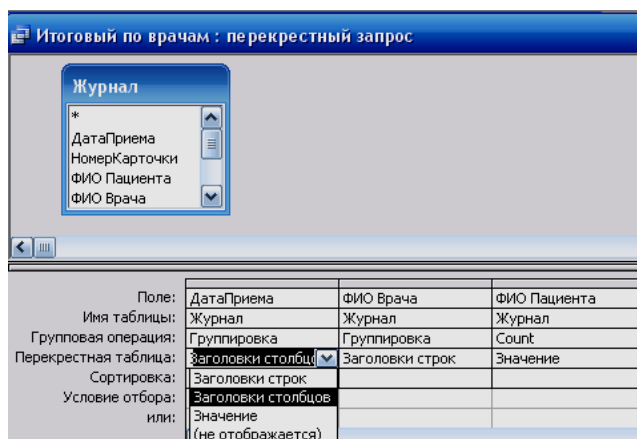 Итоговый по врачам : перекрестный запрос
Журнал
*
ДатаПриема
НомерКарточки
ФИО Пациента
ФИО Врача
Поле: ДатаПриема ФИО Врача ФИО Пациента
Имя таблицы: Журнал Журнал Журнал
Групповая операция: Группировка Группировка Count
Перекрестная таблица: Заголовки столбцо Заголовки строк Значение
Сортировка: Заголовки строк
Условие отбора: Заголовки столбцов
или: Значение
(не отображается)